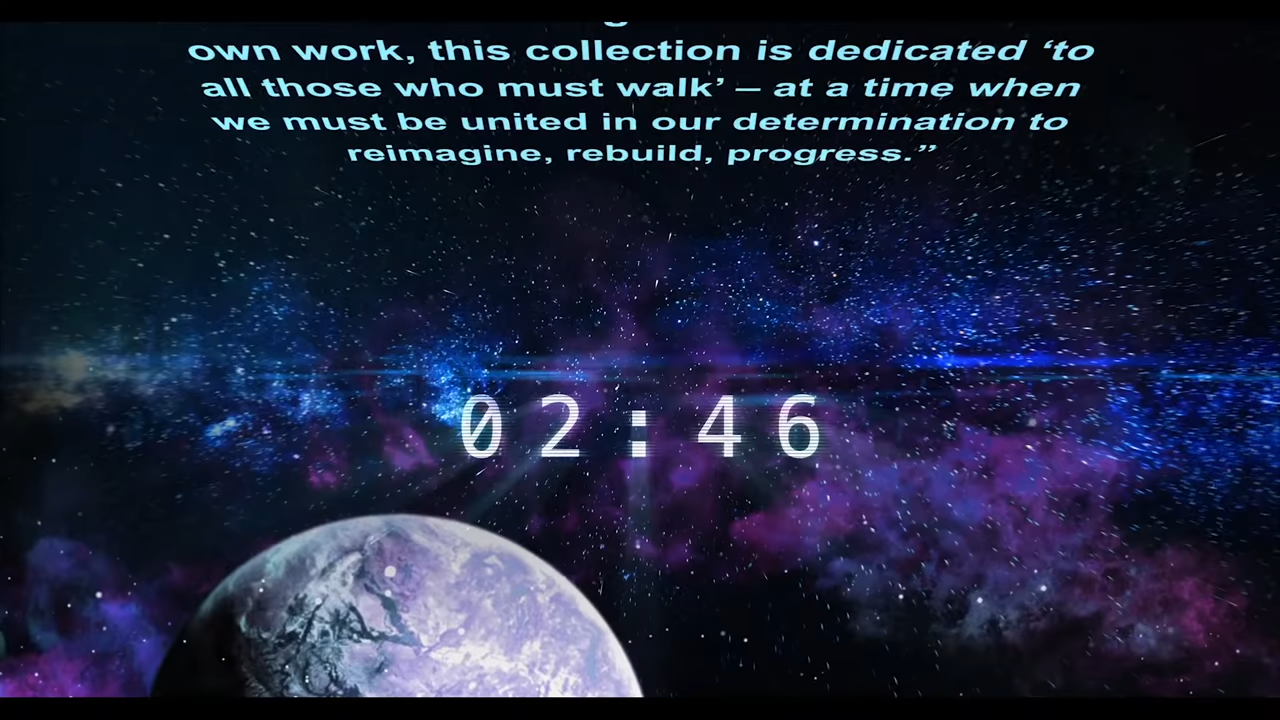 own work, this collection is dedicated ‘to
all those who must walk’ – at a time when
we must be united in our determination to
reimagine, rebuild, progress.”
02:46